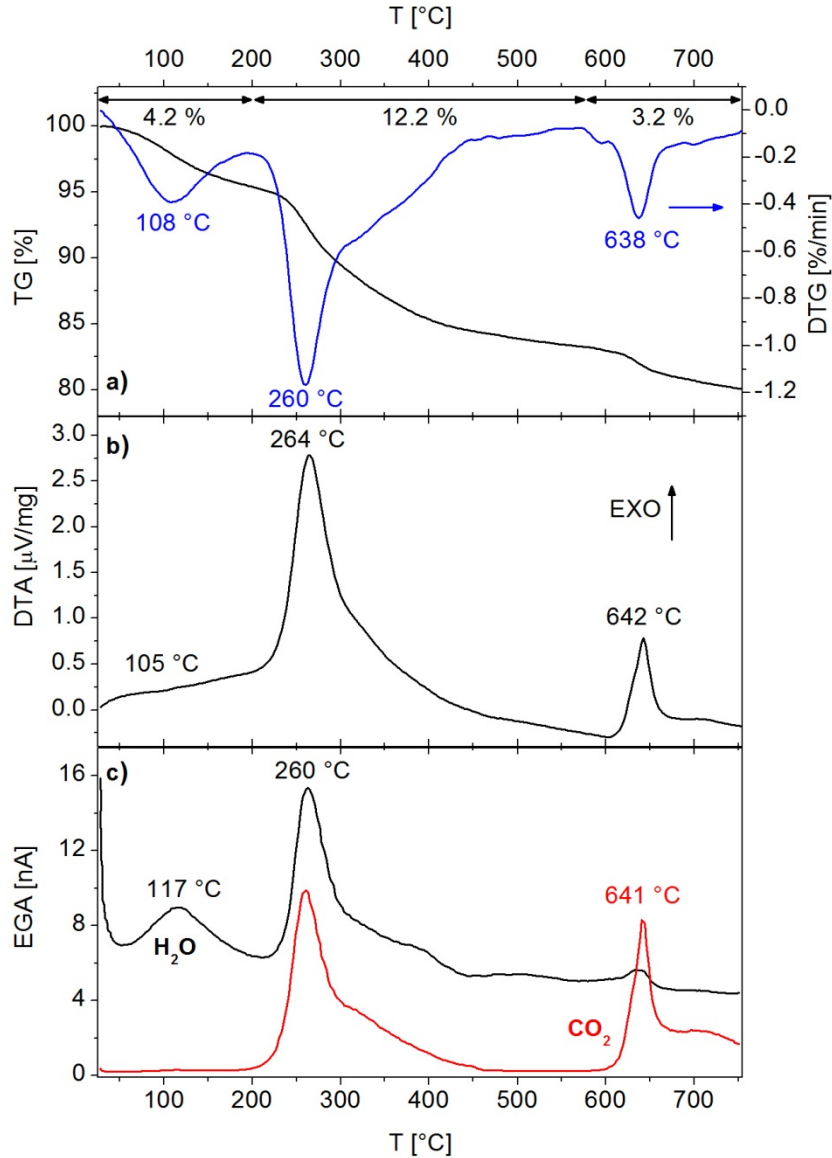 T [°C]
100 200 300 400 500 600 700
4.2 % 12.2 % 3.2 %
100 95 90 85 80
TG [%]
0.0 -0.2 -0.4 -0.6 -0.8 -1.0 -1.2
DTG [%/min]
108 °C
638 °C
260 °C
a)
b)
264 °C
3.0 2.5 2.0 1.5 1.0 0.5 0.0
DTA [µV/mg]
EXO
642 °C
105 °C
c)
260 °C
16 12 8 4 0
EGA [nA]
117 °C
H₂O
641 °C
CO₂
100 200 300 400 500 600 700
T [°C]